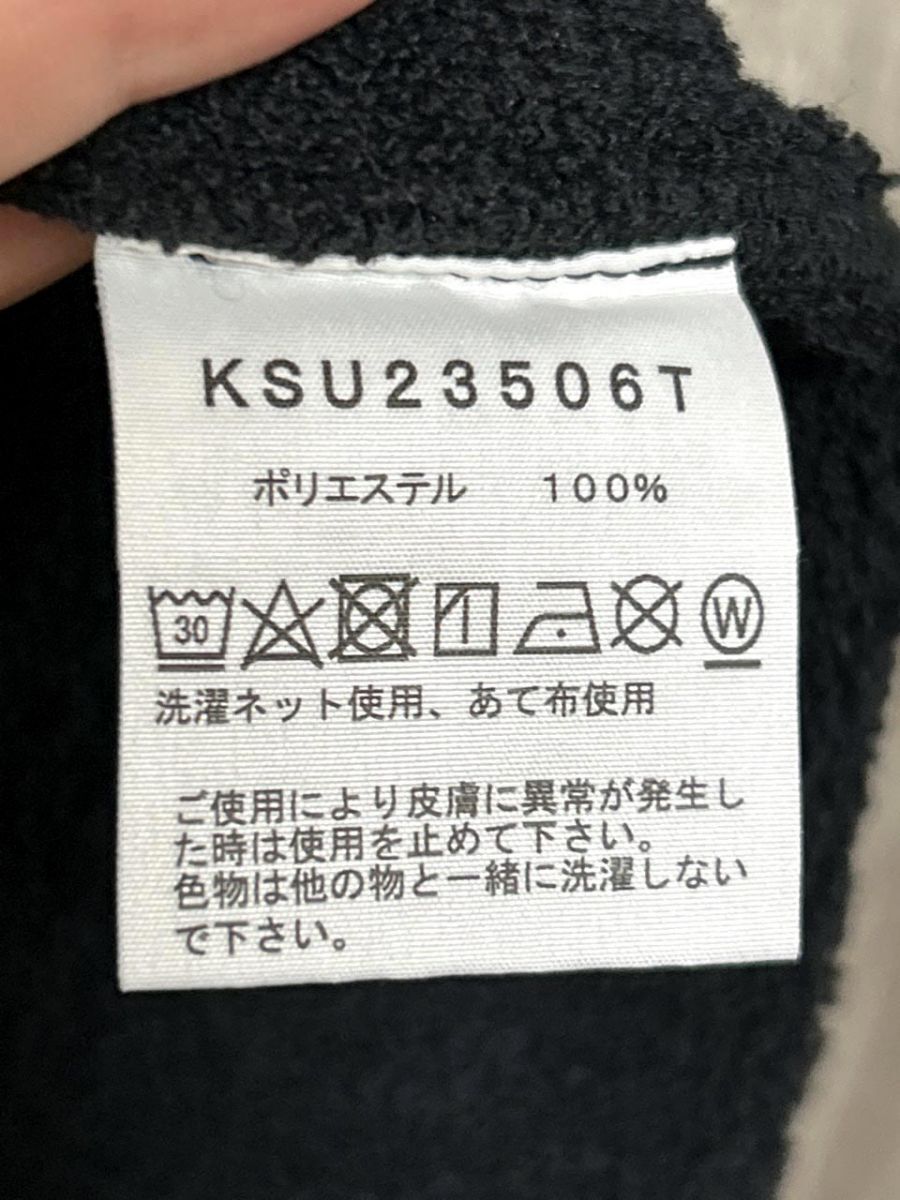 KSU23506T
ポリエステル 100%
30 W
洗濯ネット使用、あて布使用
ご使用により皮膚に異常が発生し
た時は使用を止めて下さい。
色物は他の物と一緒に洗濯しない
で下さい。